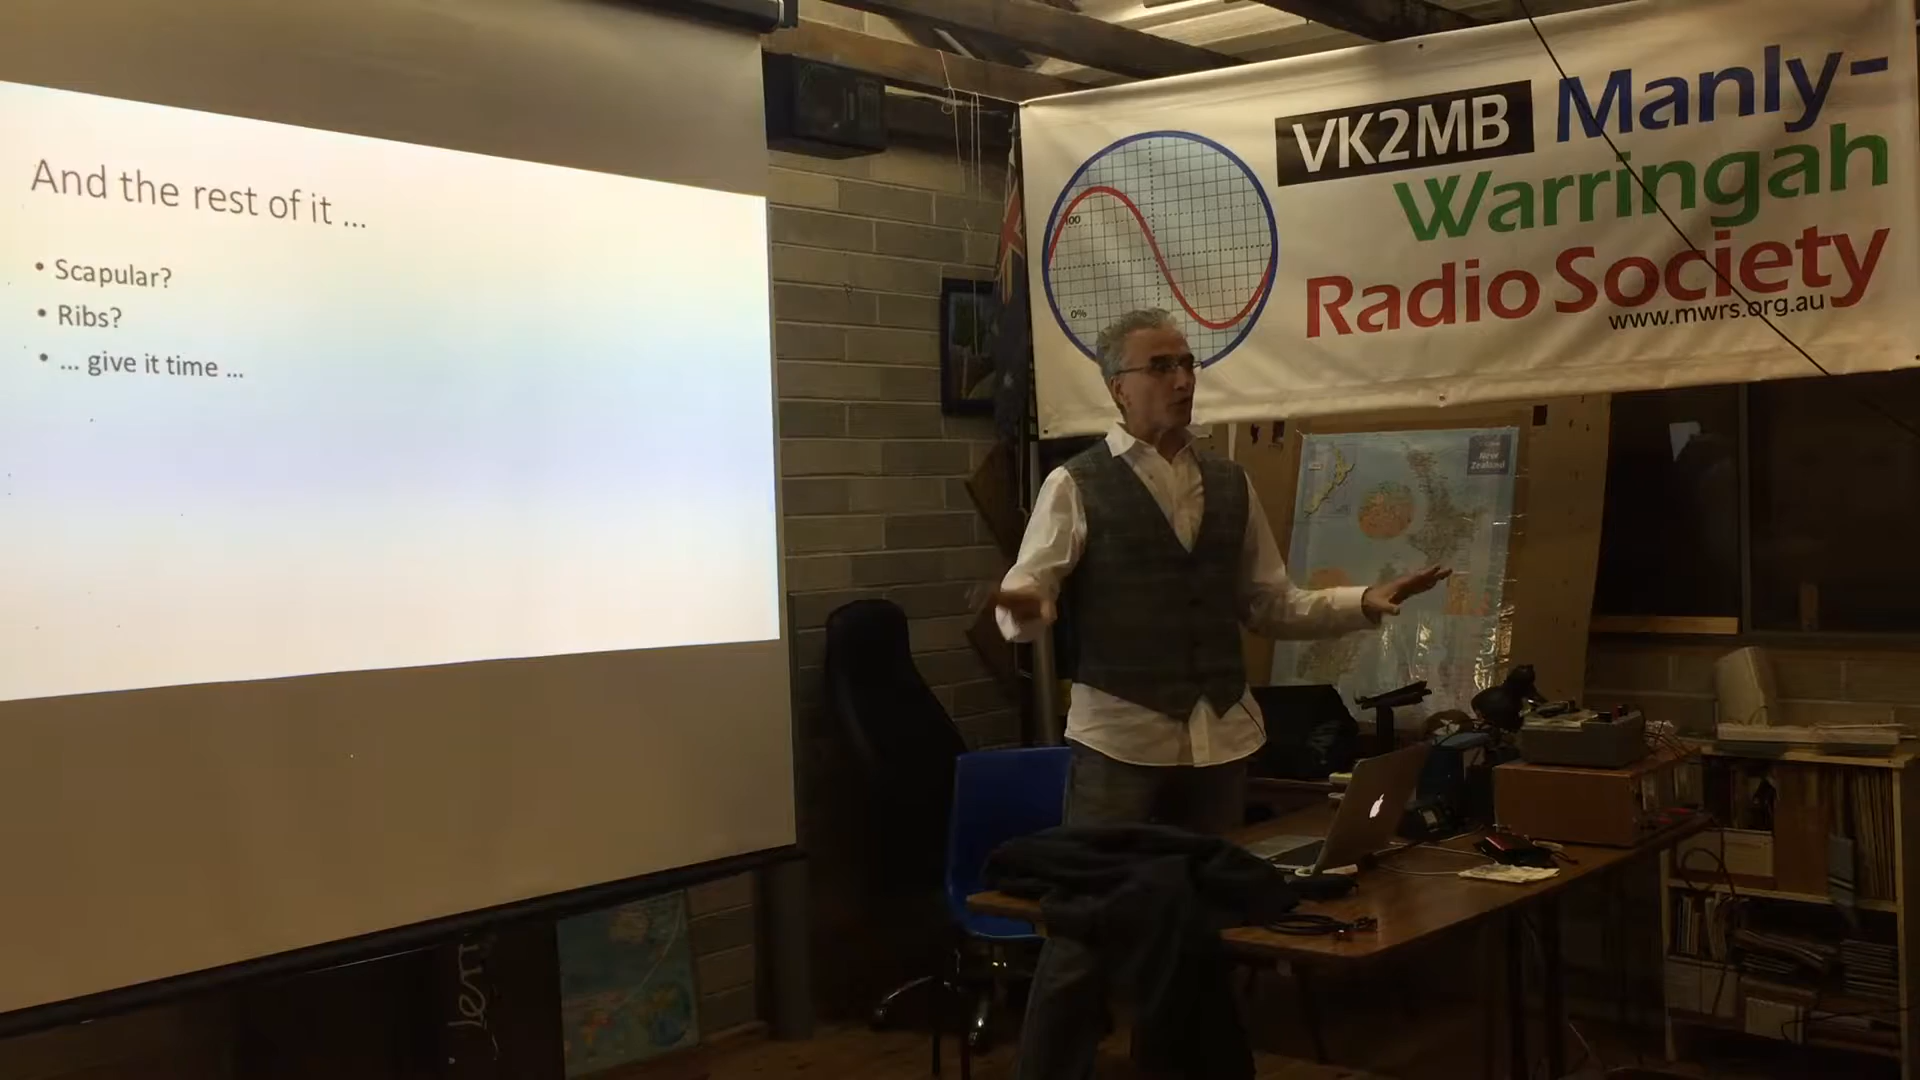 And the rest of it ...
• Scapular?
• Ribs?
• ... give it time ...
VK2MB Manly-
Warringah
Radio Society
www.mwrs.org.au
100
0%
New
Zealand